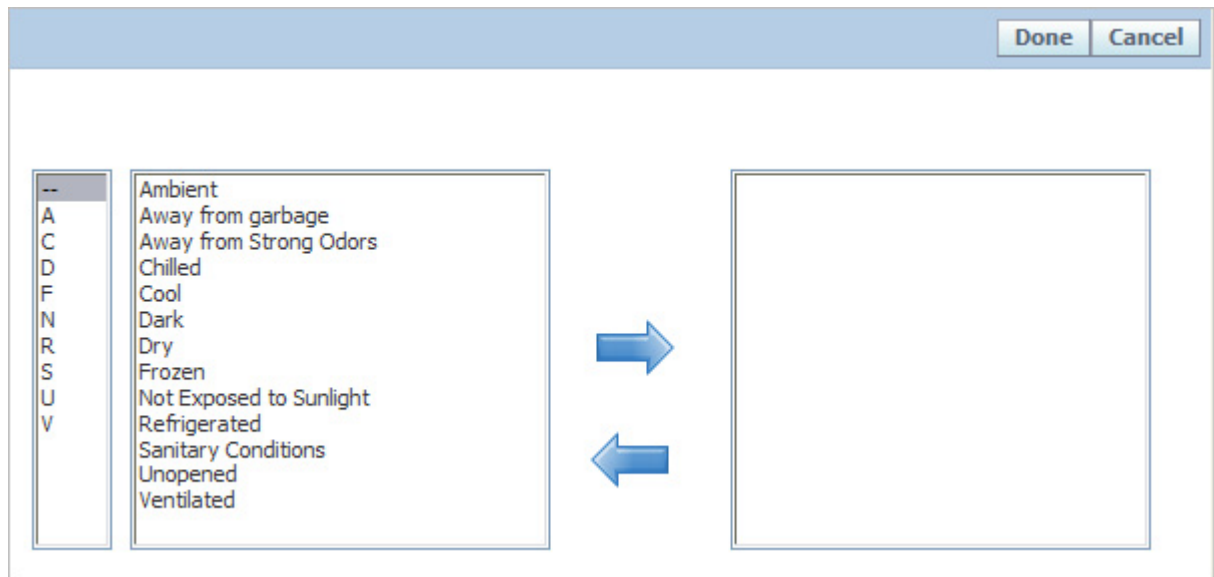 Done Cancel
--
A
C
D
F
N
R
S
U
V
Ambient
Away from garbage
Away from Strong Odors
Chilled
Cool
Dark
Dry
Frozen
Not Exposed to Sunlight
Refrigerated
Sanitary Conditions
Unopened
Ventilated